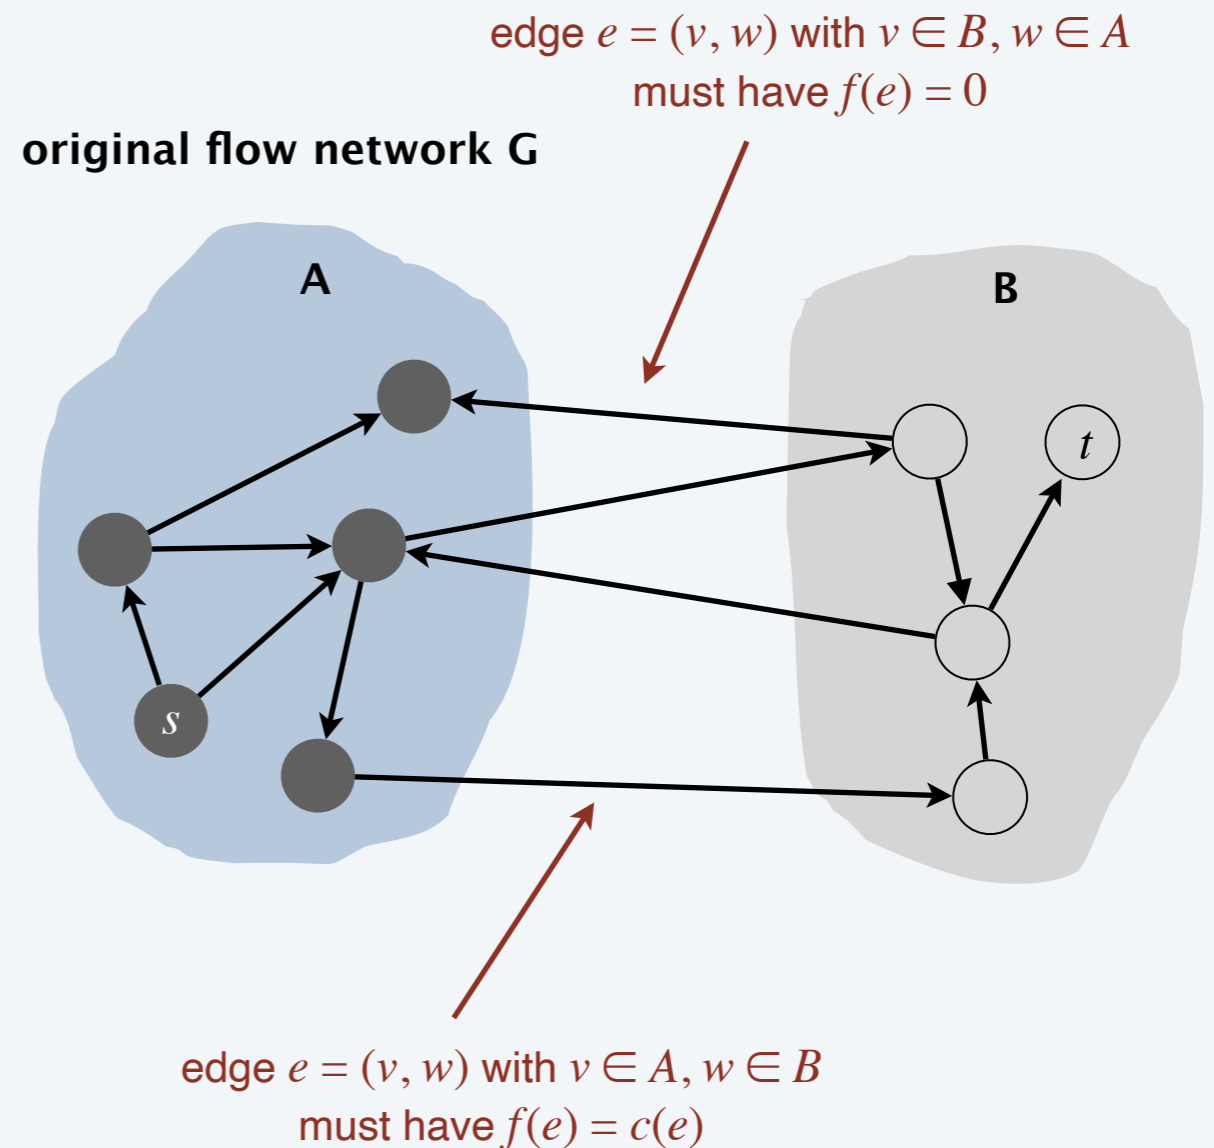 edge e = (v, w) with v ∈ B, w ∈ A
must have f(e) = 0
original flow network G
A
B
t
s
edge e = (v, w) with v ∈ A, w ∈ B
must have f(e) = c(e)